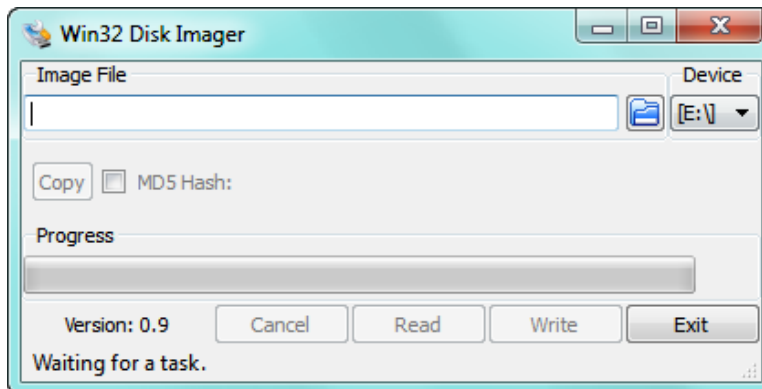 Win32 Disk Imager
Image File
Device
[E:\]
Copy
MD5 Hash:
Progress
Version: 0.9
Cancel
Read
Write
Exit
Waiting for a task.